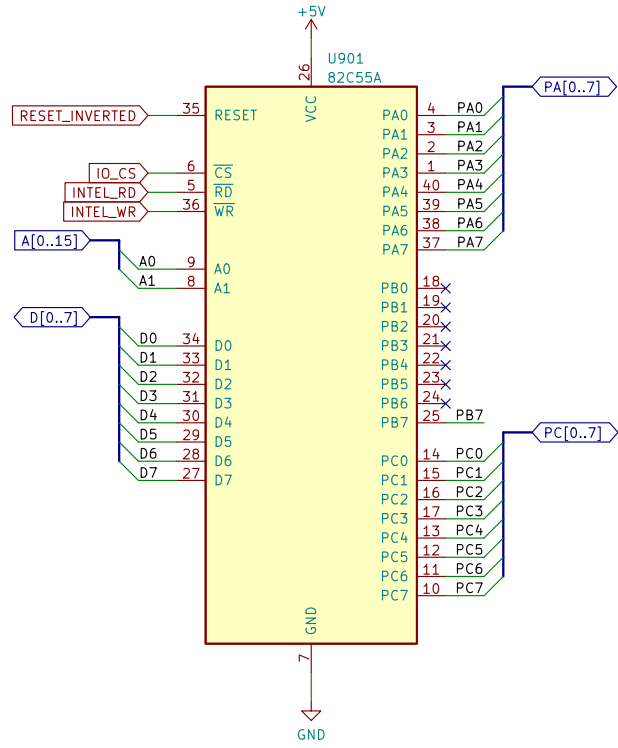 +5V
U901
82C55A
26
VCC
RESET_INVERTED 35 RESET
PA0 4 PA0 PA[0..7]
PA1 3 PA1
PA2 2 PA2
IO_CS 6 CS
PA3 1 PA3
INTEL_RD 5 RD
PA4 40 PA4
INTEL_WR 36 WR
PA5 39 PA5
PA6 38 PA6
A[0..15]
PA7 37 PA7
A0 9 A0
A1 8 A1
PB0 18
PB1 19
D[0..7]
PB2 20
D0 34 D0
PB3 21
D1 33 D1
PB4 22
D2 32 D2
PB5 23
D3 31 D3
PB6 24
D4 30 D4
PB7 25 PB7
D5 29 D5
PC[0..7]
D6 28 D6
PC0 14 PC0
D7 27 D7
PC1 15 PC1
PC2 16 PC2
PC3 17 PC3
PC4 13 PC4
PC5 12 PC5
PC6 11 PC6
PC7 10 PC7
GND
7
GND